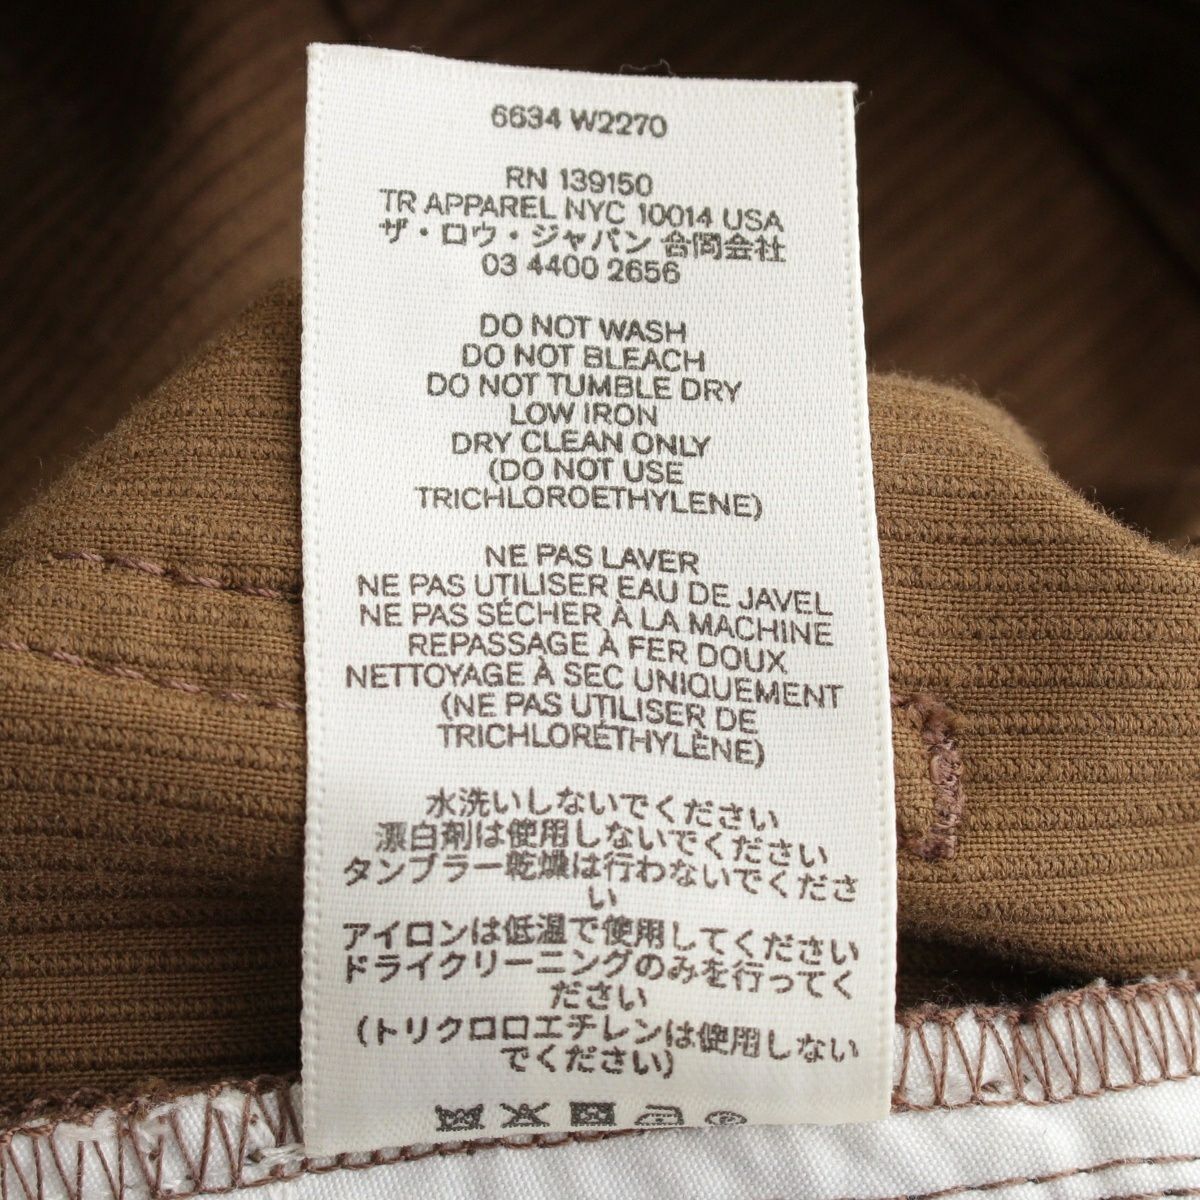 6634 W2270
RN 139150
TR APPAREL NYC 10014 USA
ザ・ロウ・ジャパン 合同会社
03 4400 2656
DO NOT WASH
DO NOT BLEACH
DO NOT TUMBLE DRY
LOW IRON
DRY CLEAN ONLY
(DO NOT USE
TRICHLOROETHYLENE)
NE PAS LAVER
NE PAS UTILISER EAU DE JAVEL
NE PAS SÉCHER À LA MACHINE
REPASSAGE À FER DOUX
NETTOYAGE À SEC UNIQUEMENT
(NE PAS UTILISER DE
TRICHLORÉTHYLÈNE)
水洗いしないでください
漂白剤は使用しないでください
タンブラー乾燥は行わないでくださ
い
アイロンは低温で使用してください
ドライクリーニングのみを行ってく
ださい
(トリクロロエチレンは使用しない
でください)